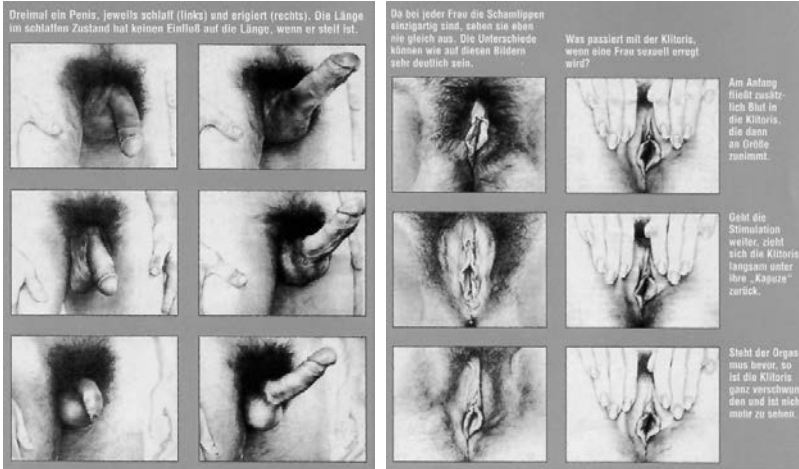 Dreimal ein Penis, jeweils schlaff (links) und erigiert (rechts). Die Länge
im schlaffen Zustand hat keinen Einfluß auf die Länge, wenn er steif ist.
Da bei jeder Frau die Schamlippen
einzigartig sind, sehen sie eben
nie gleich aus. Die Unterschiede
können wie auf diesen Bildern
sehr deutlich sein.
Was passiert mit der Klitoris,
wenn eine Frau sexuell erregt
wird?
Am Anfang
fließt zusätz-
lich Blut in
die Klitoris,
die dann
an Größe
zunimmt.
Geht die
Stimulation
weiter, zieht
sich die Klitoris
langsam unter
ihre „Kapuze“
zurück.
Steht der Orgas
mus bevor, so
ist die Klitoris
ganz verschwun
den und ist nich
mehr zu sehen